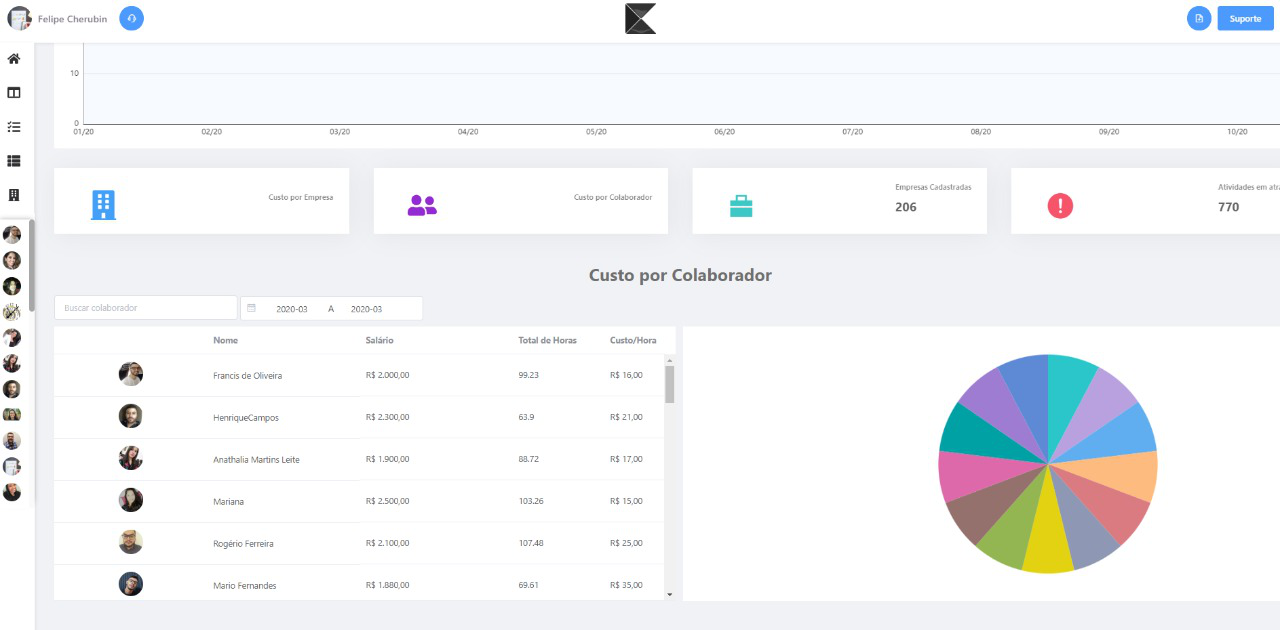 Felipe Cherubin
Suporte
10
0
01/20 02/20 03/20 04/20 05/20 06/20 07/20 08/20 09/20 10/20
Custo por Empresa
Custo por Colaborador
Empresas Cadastradas
206
Atividades em atra
770
Custo por Colaborador
Buscar colaborador
2020-03 A 2020-03
Nome Salário Total de Horas Custo/Hora
Francis de Oliveira R$ 2.000,00 99.23 R$ 16,00
HenriqueCampos R$ 2.300,00 63.9 R$ 21,00
Anathalia Martins Leite R$ 1.900,00 88.72 R$ 17,00
Mariana R$ 2.500,00 103.26 R$ 15,00
Rogério Ferreira R$ 2.100,00 107.48 R$ 25,00
Mario Fernandes R$ 1.880,00 69.61 R$ 35,00